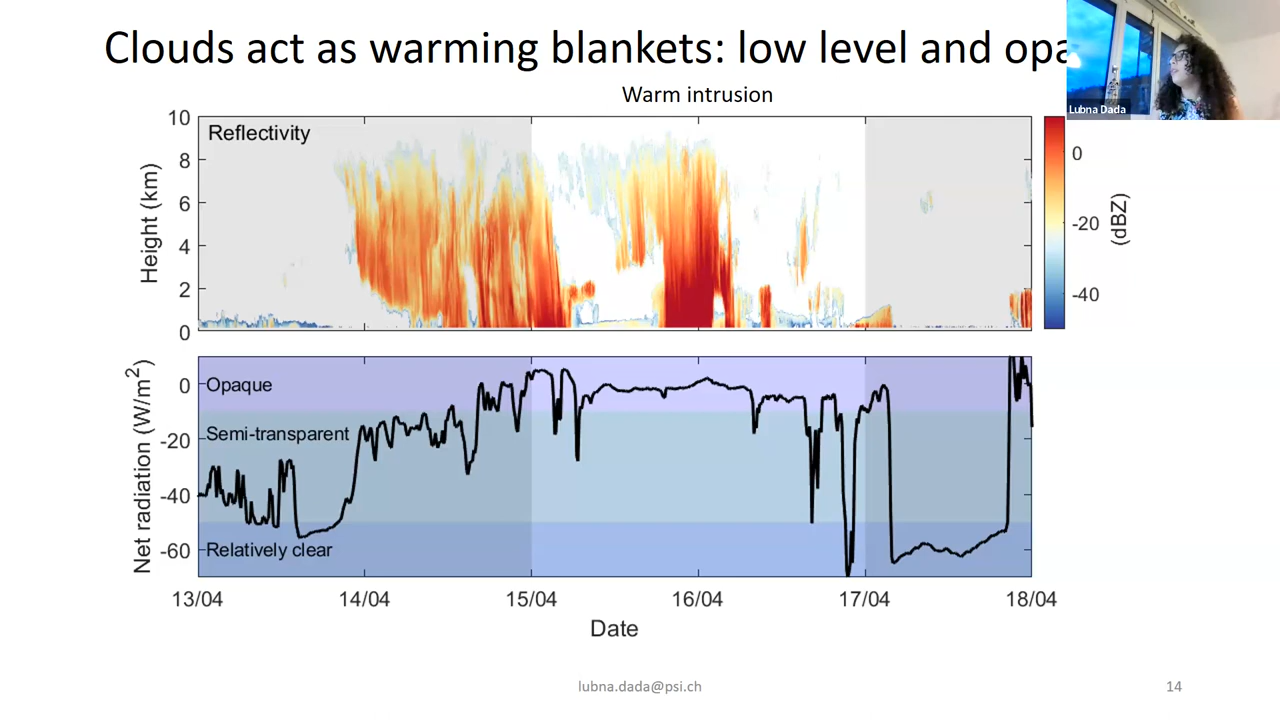 Clouds act as warming blankets: low level and opa
Lubna Dada
Warm intrusion
Reflectivity
Height (km)
10
8
6
4
2
0
0
-20
-40
(dBZ)
Net radiation (W/m2)
0
-20
-40
-60
Opaque
Semi-transparent
Relatively clear
13/04 14/04 15/04 16/04 17/04 18/04
Date
lubna.dada@psi.ch 14